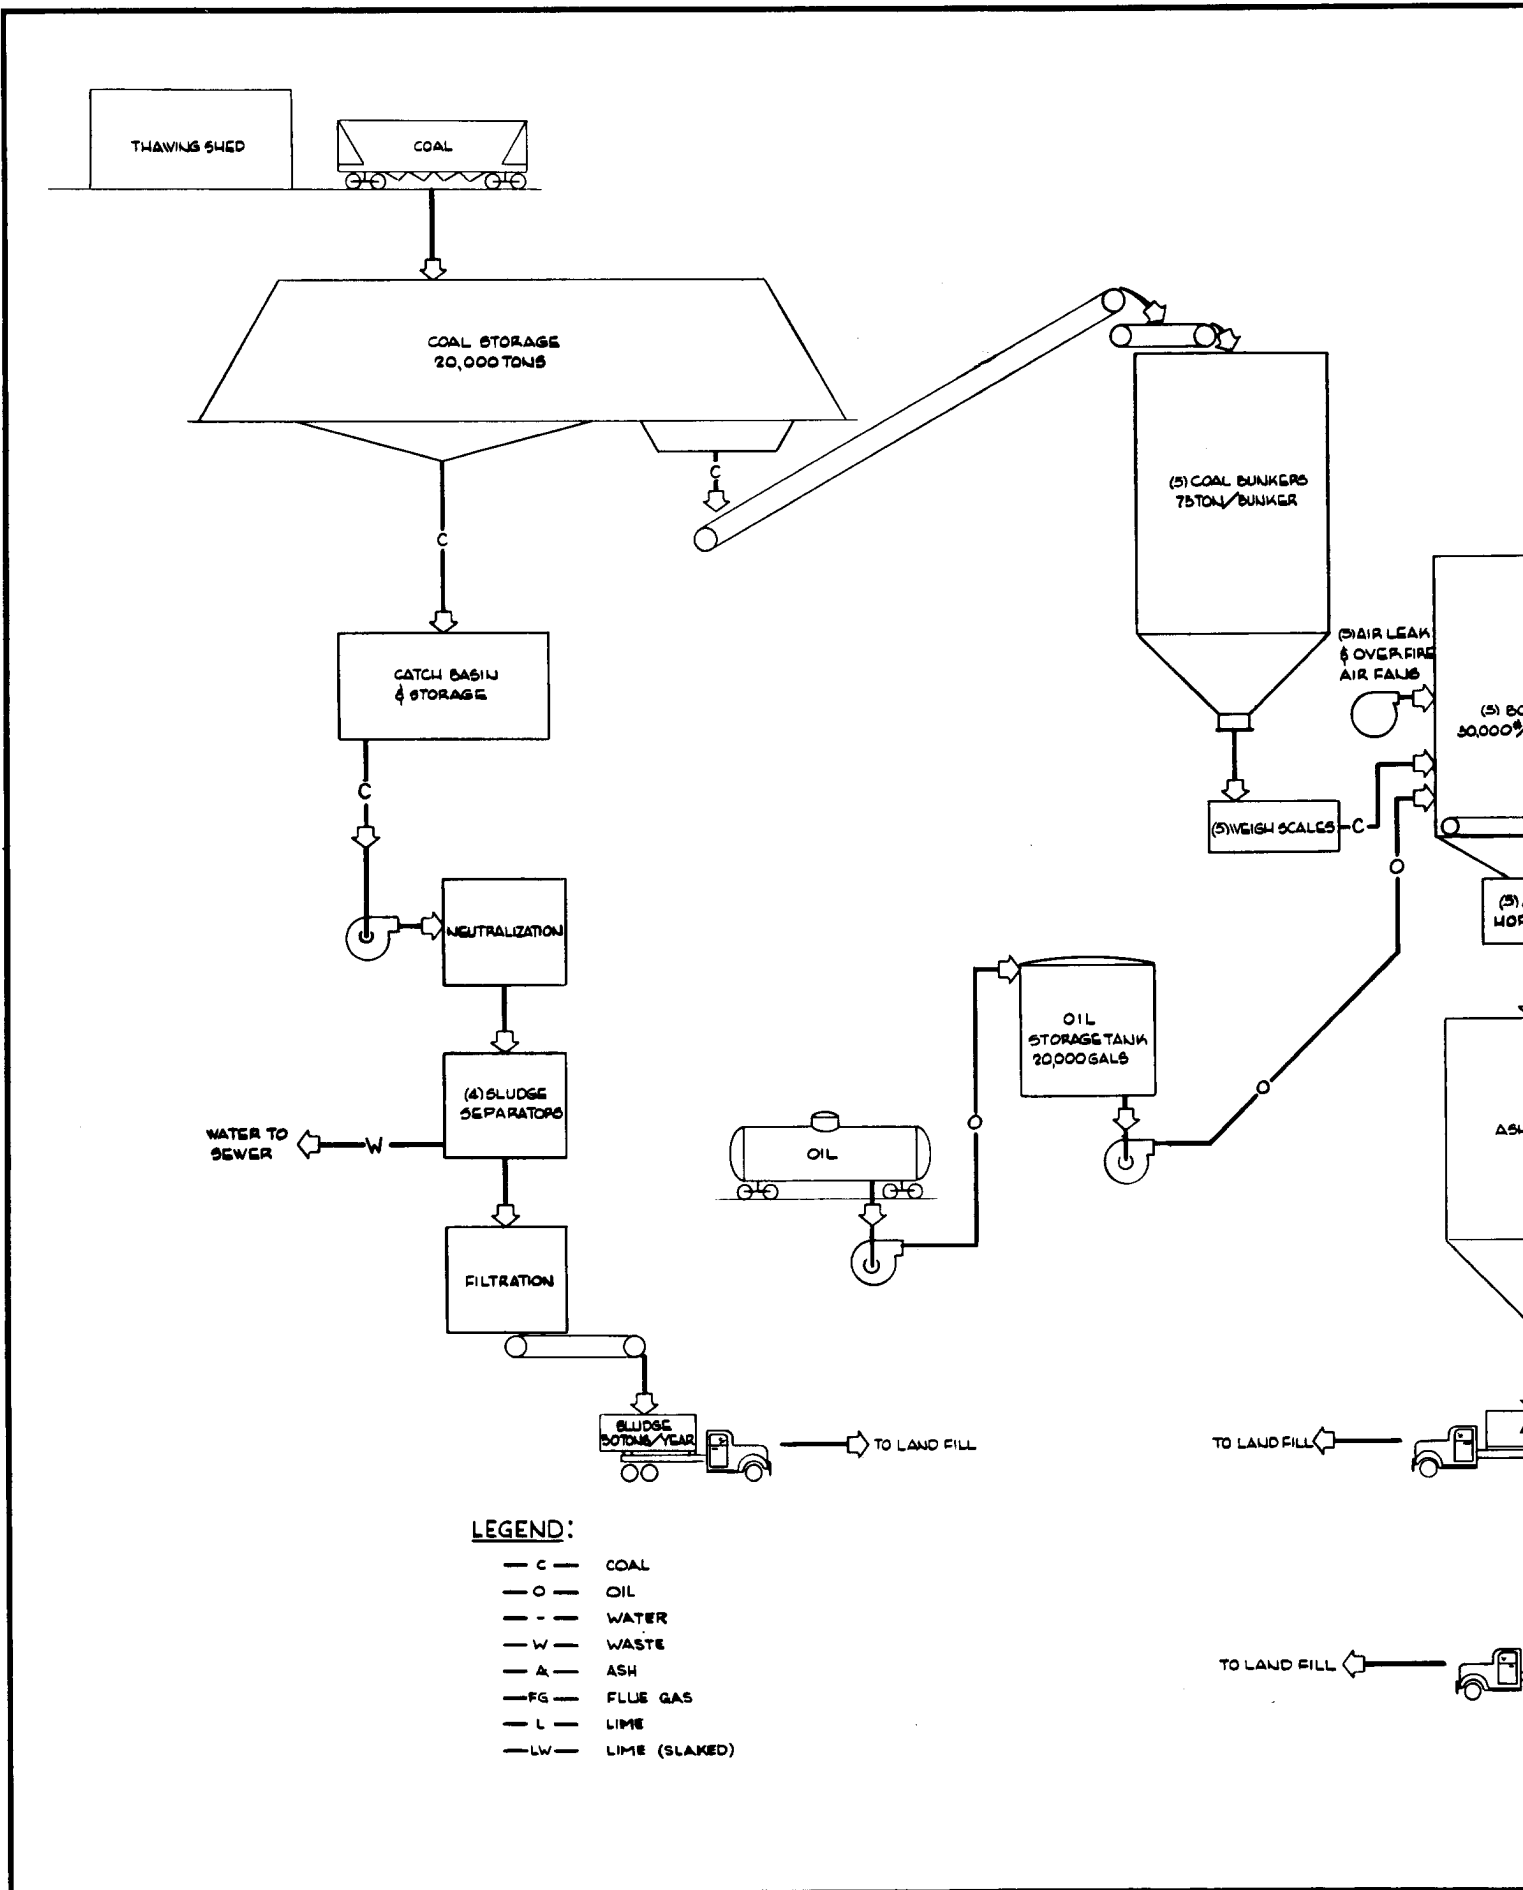 THAWING SHED
COAL
COAL STORAGE
20,000 TONS
C
C
(5) COAL BUNKERS
75 TON/BUNKER
CATCH BASIN
& STORAGE
C
(5) AIR LEAK
& OVERFIRE
AIR FANS
(5) WEIGH SCALES
C
O
NEUTRALIZATION
(4) SLUDGE
SEPARATORS
WATER TO
SEWER
W
FILTRATION
OIL
O
OIL
STORAGE TANK
20,000 GALS
O
SLUDGE
50 TONS/YEAR
TO LAND FILL
TO LAND FILL
TO LAND FILL
LEGEND:
C COAL
O OIL
- WATER
W WASTE
A ASH
FG FLUE GAS
L LIME
LW LIME (SLAKED)